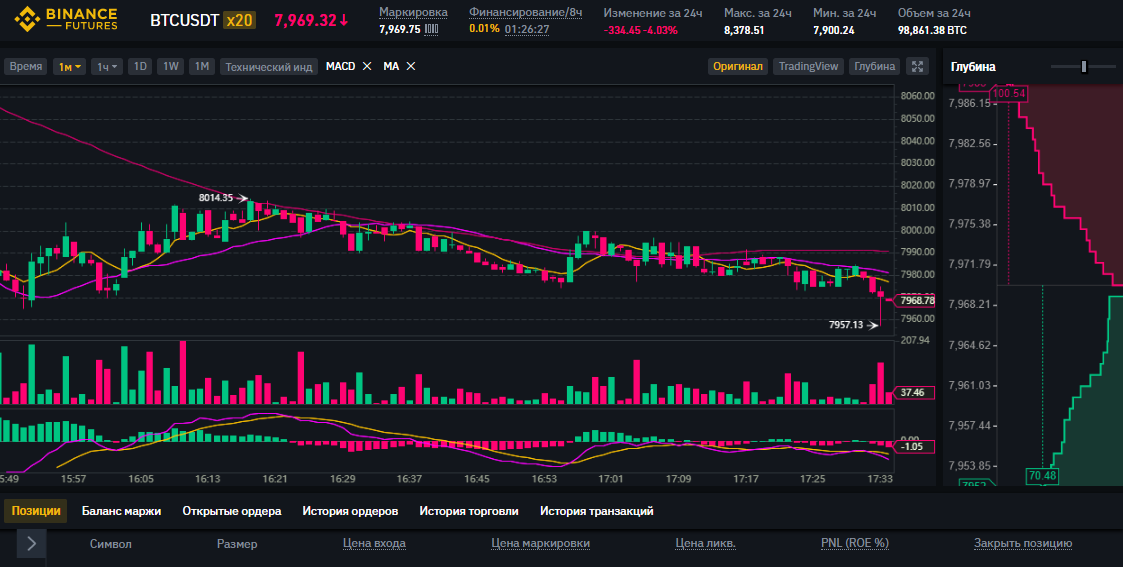 BINANCE
FUTURES
BTCUSDT x20 7,969.32↓
Маркировка
7,969.75
Финансирование/8ч
0.01% 01:26:27
Изменение за 24ч
-334.45 -4.03%
Макс. за 24ч
8,378.51
Мин. за 24ч
7,900.24
Объем за 24ч
98,861.38 BTC
Время 1м 1ч 1D 1W 1M Технический инд MACD × MA ×
Оригинал TradingView Глубина
Глубина
8060.00
8050.00
8040.00
8030.00
8020.00
8010.00
8000.00
7990.00
7980.00
7968.78
7960.00
8014.35
7957.13
207.94
37.46
0.00
-1.05
5:49 15:57 16:05 16:13 16:21 16:29 16:37 16:45 16:53 17:01 17:09 17:17 17:25 17:33
100.54
7,986.15
7,982.56
7,978.97
7,975.38
7,971.79
7,968.21
7,964.62
7,961.03
7,957.44
7,953.85
70.48
Позиции Баланс маржи Открытые ордера История ордеров История торговли История транзакций
Символ Размер Цена входа Цена маркировки Цена ликв. PNL (ROE %) Закрыть позицию